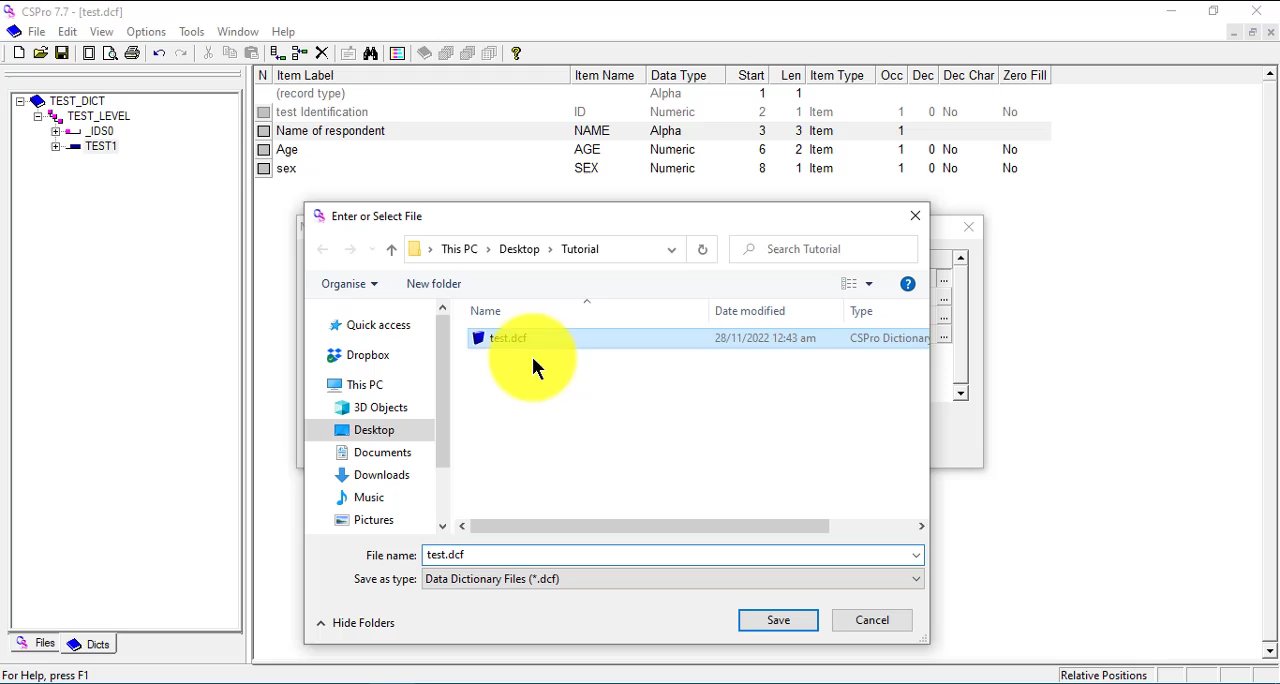 CSPro 7.7 - [test.dcf]
File Edit View Options Tools Window Help
N Item Label Item Name Data Type Start Len Item Type Occ Dec Dec Char Zero Fill
(record type) Alpha 1 1
test Identification ID Numeric 2 1 Item 1 0 No No
Name of respondent NAME Alpha 3 3 Item 1
Age AGE Numeric 6 2 Item 1 0 No No
sex SEX Numeric 8 1 Item 1 0 No No
TEST_DICT
TEST_LEVEL
_IDS0
TEST1
Enter or Select File
This PC > Desktop > Tutorial
Search Tutorial
Organise New folder
Name Date modified Type
test.dcf 28/11/2022 12:43 am CSPro Dictionary
Quick access
Dropbox
This PC
3D Objects
Desktop
Documents
Downloads
Music
Pictures
File name: test.dcf
Save as type: Data Dictionary Files (*.dcf)
Hide Folders
Save Cancel
Files Dicts
For Help, press F1
Relative Positions